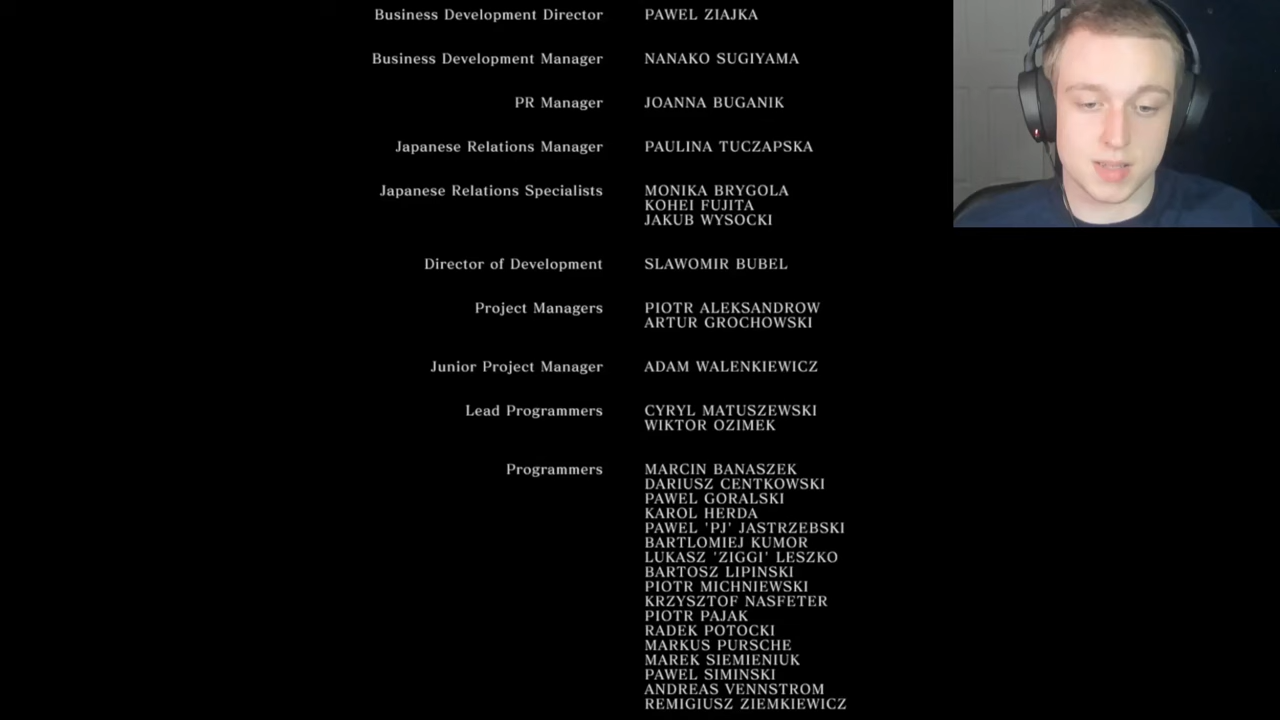 Business Development Director PAWEL ZIAJKA
Business Development Manager NANAKO SUGIYAMA
PR Manager JOANNA BUGANIK
Japanese Relations Manager PAULINA TUCZAPSKA
Japanese Relations Specialists MONIKA BRYGOLA
KOHEI FUJITA
JAKUB WYSOCKI
Director of Development SLAWOMIR BUBEL
Project Managers PIOTR ALEKSANDROW
ARTUR GROCHOWSKI
Junior Project Manager ADAM WALENKIEWICZ
Lead Programmers CYRYL MATUSZEWSKI
WIKTOR OZIMEK
Programmers MARCIN BANASZEK
DARIUSZ CENTKOWSKI
PAWEL GORALSKI
KAROL HERDA
PAWEL 'PJ' JASTRZEBSKI
BARTLOMIEJ KUMOR
LUKASZ 'ZIGGI' LESZKO
BARTOSZ LIPINSKI
PIOTR MICHNIEWSKI
KRZYSZTOF NASFETER
PIOTR PAJAK
RADEK POTOCKI
MARKUS PURSCHE
MAREK SIEMIENIUK
PAWEL SIMINSKI
ANDREAS VENNSTROM
REMIGIUSZ ZIEMKIEWICZ